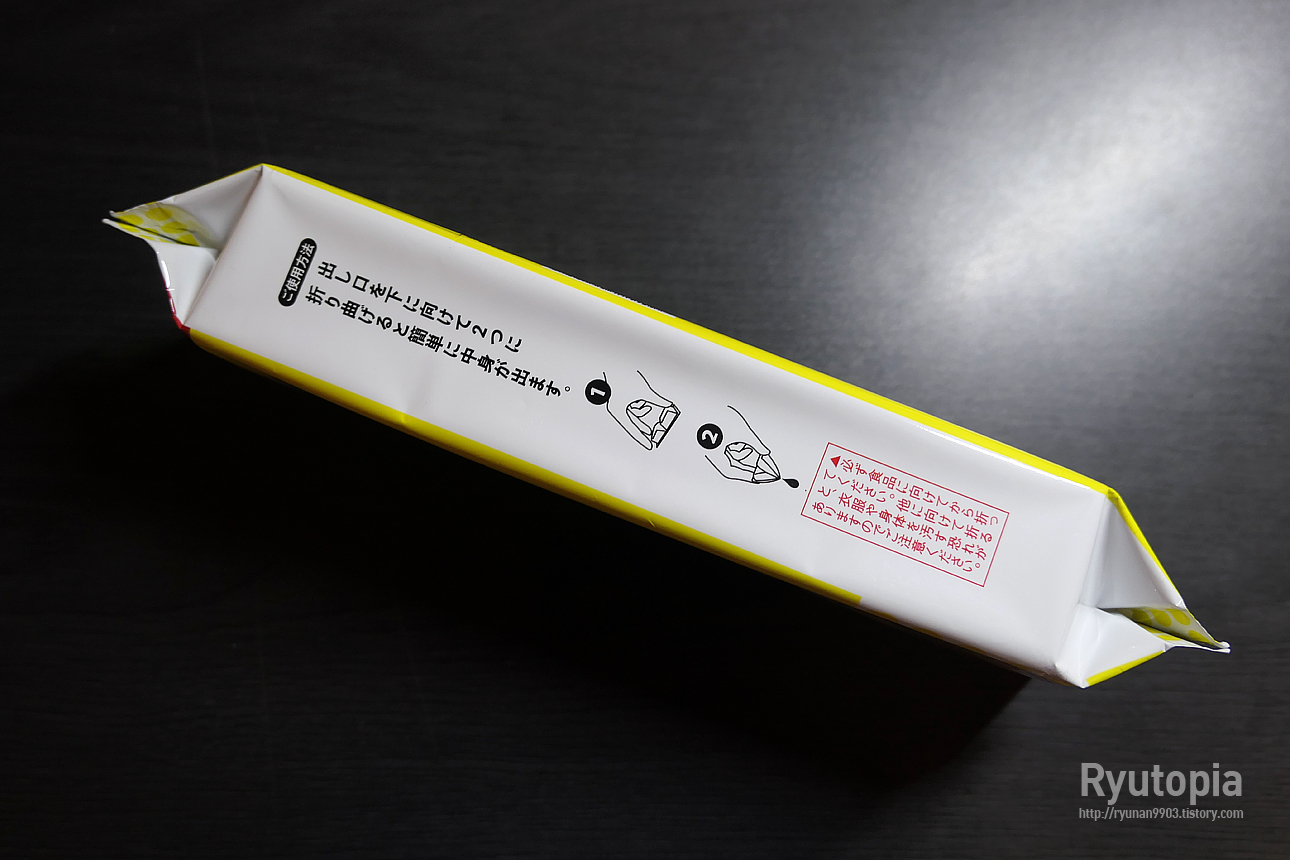 ご使用方法
出し口を下に向けて2つに
折り曲げると簡単に中身が出ます。
1
2
▲必ず食品に向けてから折っ
てください。他に向けて折る
と、衣服や身体を汚す恐れが
ありますのでご注意ください。
Ryutopia
http://ryunan9903.tistory.com